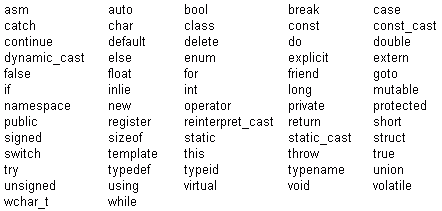 asm auto bool break case
catch char class const const_cast
continue default delete do double
dynamic_cast else enum explicit extern
false float for friend goto
if inlie int long mutable
namespace new operator private protected
public register reinterpret_cast return short
signed sizeof static static_cast struct
switch template this throw true
try typedef typeid typename union
unsigned using virtual void volatile
wchar_t while